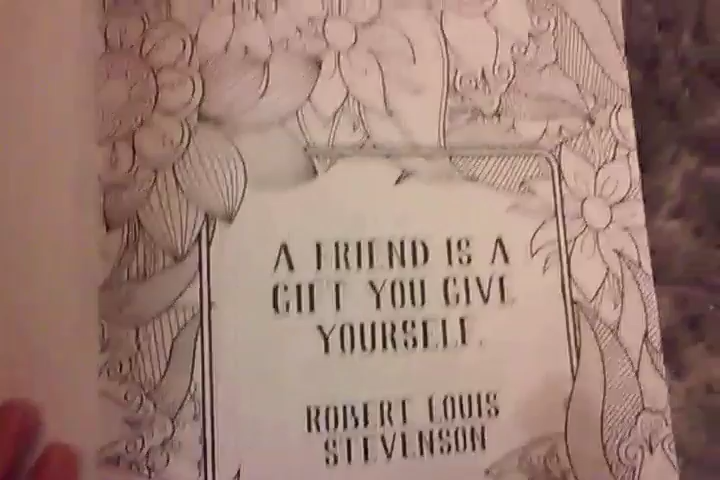 A FRIEND IS A
GIFT YOU GIVE
YOURSELF.
ROBERT LOUIS
STEVENSON